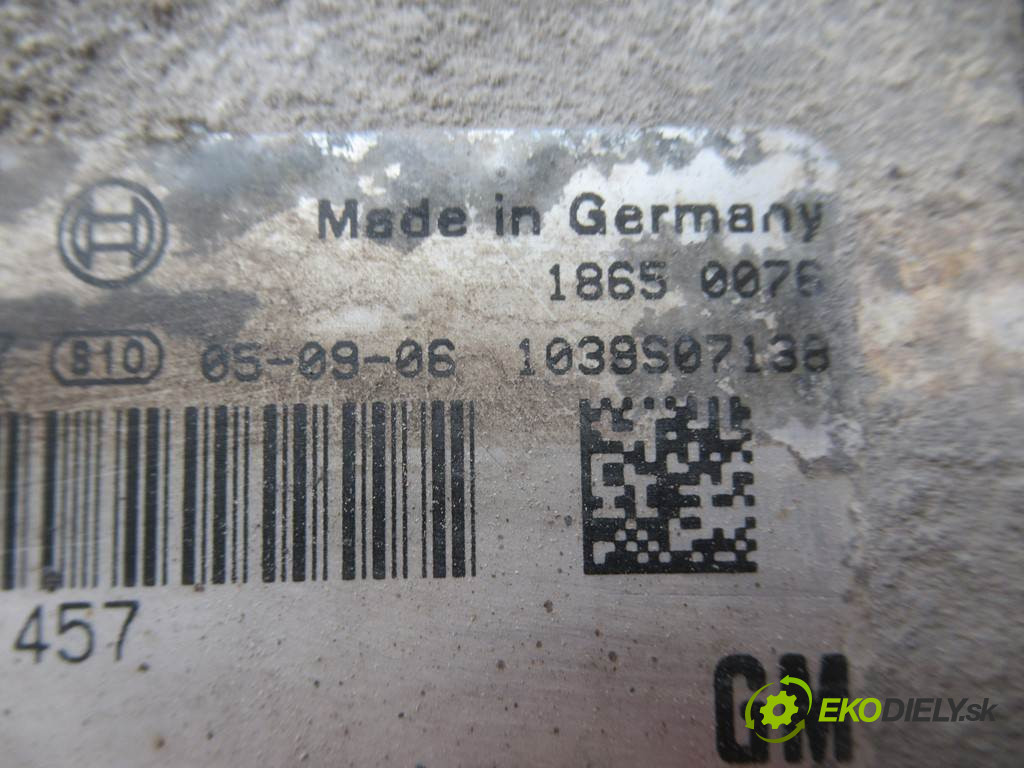 Made in Germany
1865 0076
810 05-09-06 1038S07138
457
GM
EKODIELY.sk